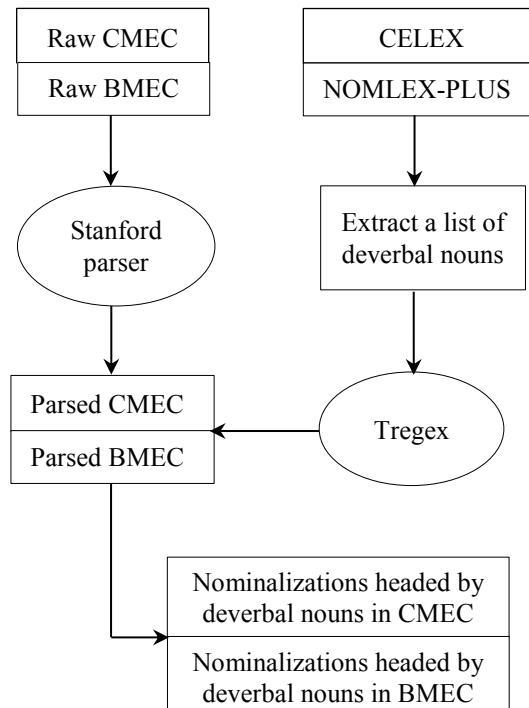 Raw CMEC
Raw BMEC
CELEX
NOMLEX-PLUS
Stanford
parser
Extract a list of
deverbal nouns
Parsed CMEC
Parsed BMEC
Tregex
Nominalizations headed by
deverbal nouns in CMEC
Nominalizations headed by
deverbal nouns in BMEC